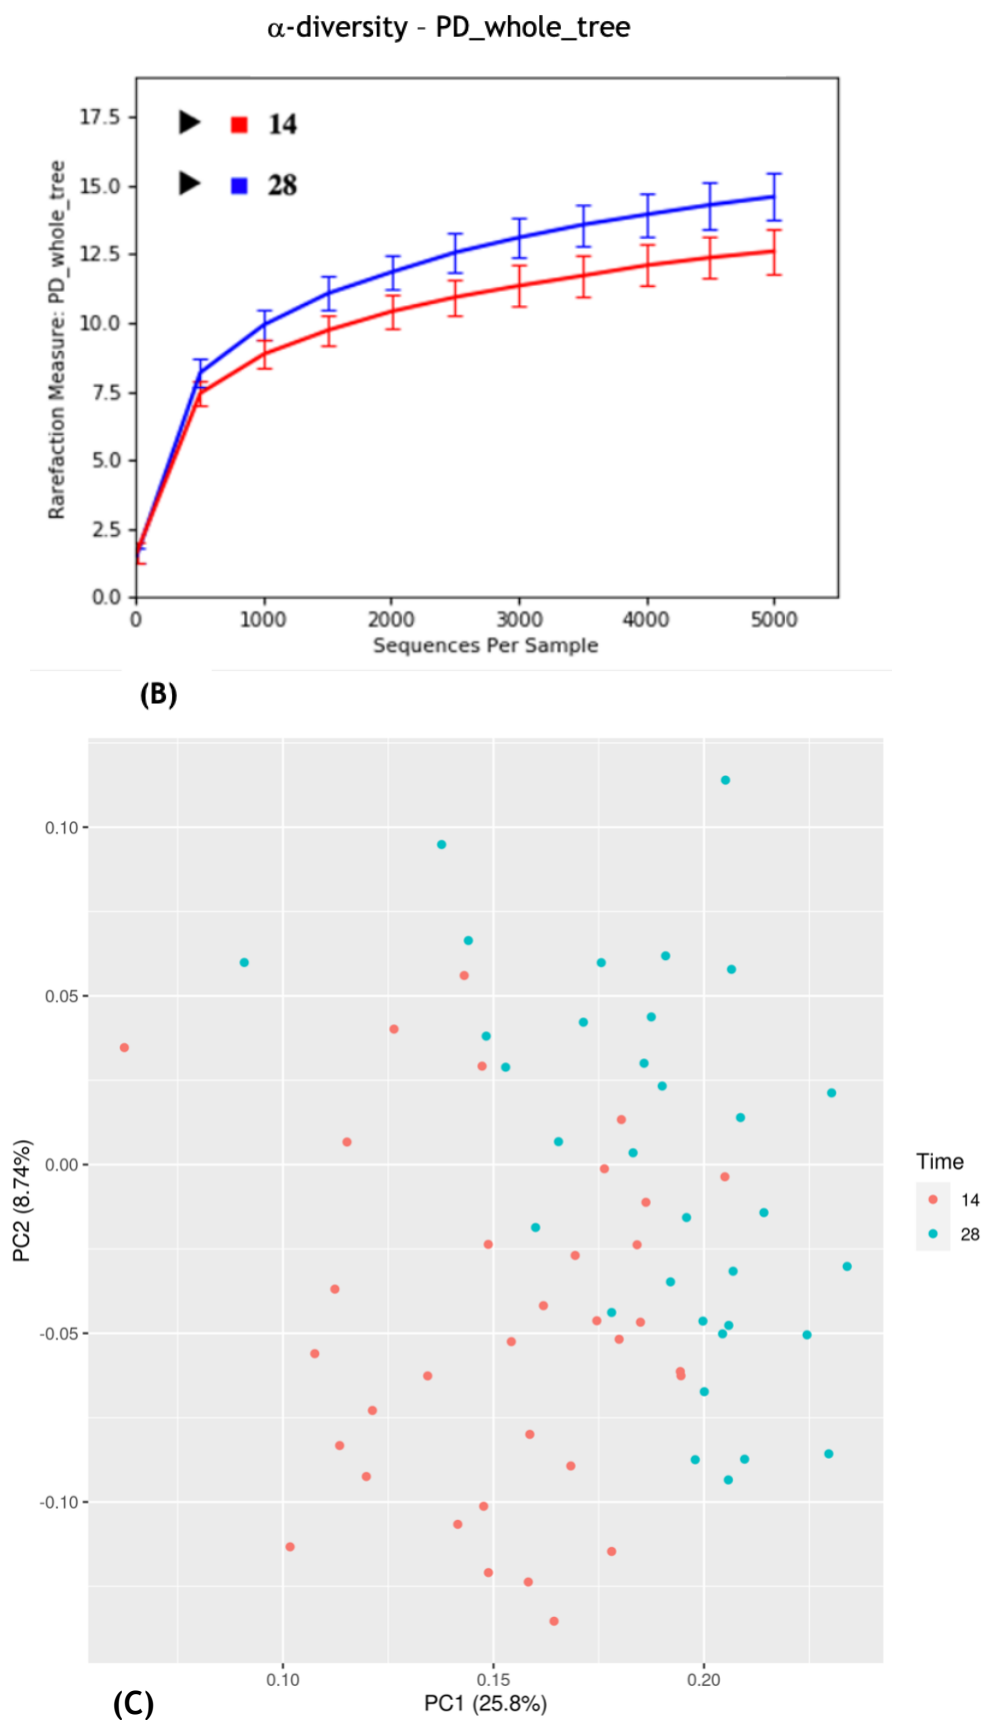 α-diversity - PD_whole_tree
17.5
15.0
12.5
10.0
7.5
5.0
2.5
0.0
Rarefaction Measure: PD_whole_tree
14
28
0 1000 2000 3000 4000 5000
Sequences Per Sample
(B)
0.10
0.05
0.00
-0.05
-0.10
PC2 (8.74%)
Time
14
28
0.10 0.15 0.20
PC1 (25.8%)
(C)